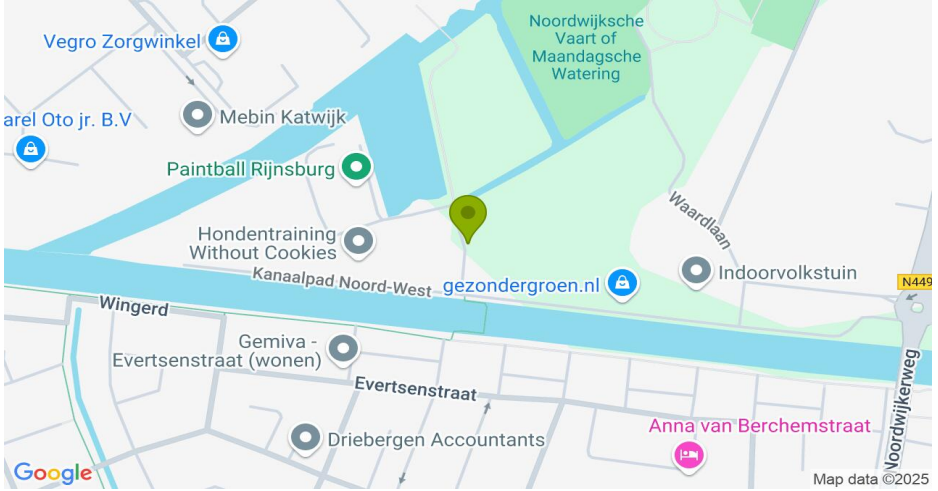 Noordwijksche
Vaart of
Maandagsche
Watering
Vegro Zorgwinkel
Mebin Katwijk
arel Oto jr. B.V
Paintball Rijnsburg
Waardlaan
Hondentraining
Without Cookies
Kanaalpad Noord-West
gezondergroen.nl
Indoorvolkstuin
N449
Wingerd
Gemiva -
Evertsenstraat (wonen)
Evertsenstraat
Noordwijkerweg
Anna van Berchemstraat
Driebergen Accountants
Google
Map data ©2025